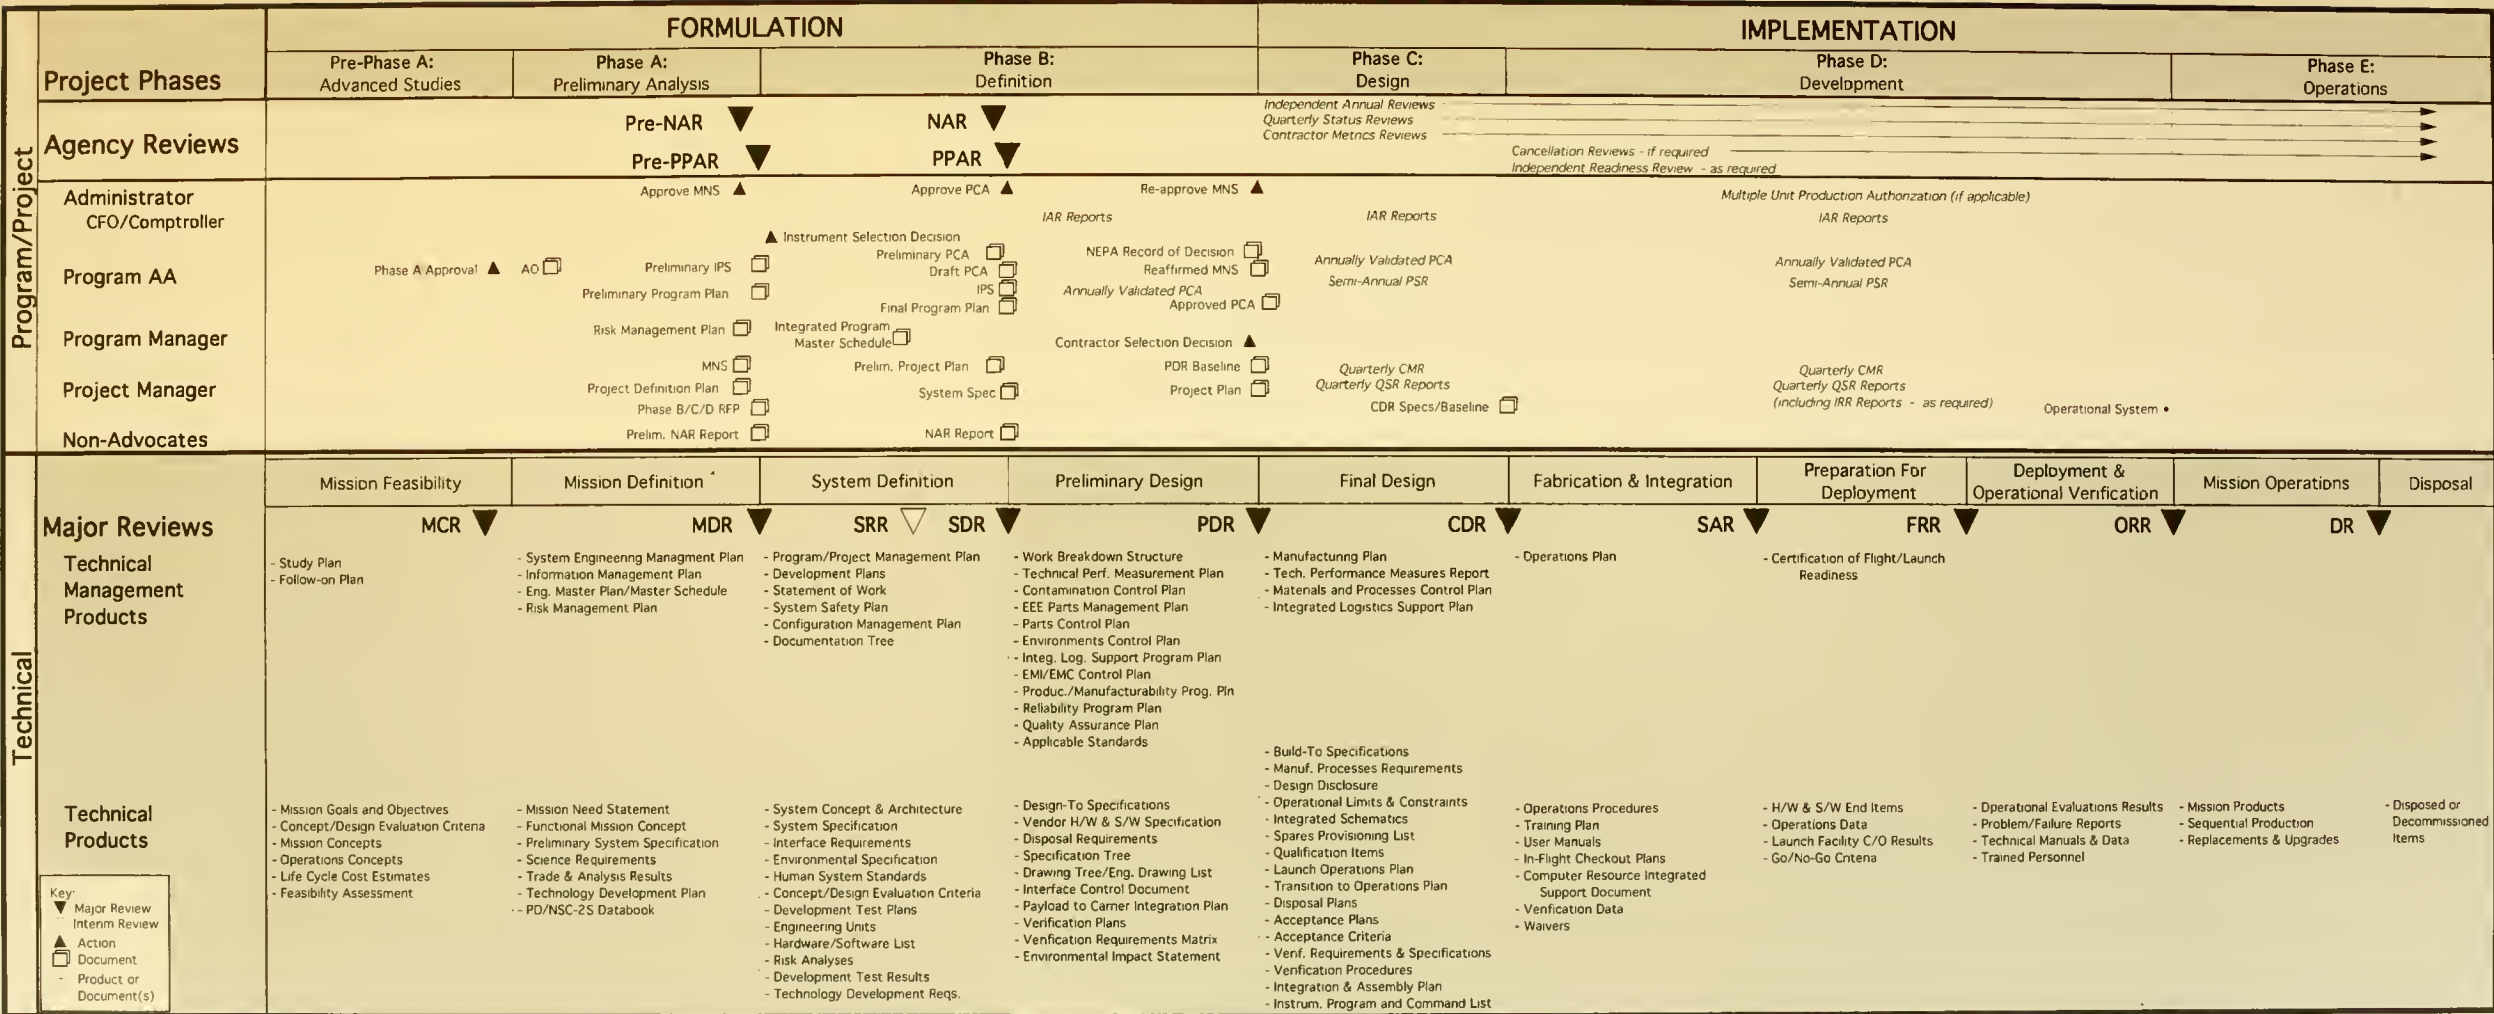 FORMULATION
IMPLEMENTATION
Project Phases
Pre-Phase A:
Advanced Studies
Phase A:
Preliminary Analysis
Phase B:
Definition
Phase C:
Design
Phase D:
Development
Phase E:
Operations
Program/Project
Agency Reviews
Pre-NAR
NAR
Pre-PPAR
PPAR
Independent Annual Reviews
Quarterly Status Reviews
Contractor Metrics Reviews
Cancellation Reviews - if required
Independent Readiness Review - as required
Administrator
CFO/Comptroller
Approve MNS
Approve PCA
Re-approve MNS
Multiple Unit Production Authorization (if applicable)
IAR Reports
IAR Reports
IAR Reports
Program AA
Instrument Selection Decision
Phase A Approval
AO
Preliminary IPS
Preliminary Program Plan
Preliminary PCA
Draft PCA
IPS
Final Program Plan
NEPA Record of Decision
Reaffirmed MNS
Annually Validated PCA
Approved PCA
Annually Validated PCA
Semi-Annual PSR
Annually Validated PCA
Semi-Annual PSR
Program Manager
Risk Management Plan
Integrated Program
Master Schedule
Contractor Selection Decision
Project Manager
MNS
Project Definition Plan
Phase B/C/D RFP
Prelim. Project Plan
System Spec
PDR Baseline
Project Plan
Quarterly CMR
Quarterly QSR Reports
CDR Specs/Baseline
Quarterly CMR
Quarterly QSR Reports
(including IRR Reports - as required)
Operational System •
Non-Advocates
Prelim. NAR Report
NAR Report
Technical
Mission Feasibility
Mission Definition
System Definition
Preliminary Design
Final Design
Fabrication & Integration
Preparation For
Deployment
Deployment &
Operational Verification
Mission Operations
Disposal
Major Reviews
MCR
MDR
SRR
SDR
PDR
CDR
SAR
FRR
ORR
DR
Technical
Management
Products
- Study Plan
- Follow-on Plan
- System Engineering Managment Plan
- Information Management Plan
- Eng. Master Plan/Master Schedule
- Risk Management Plan
- Program/Project Management Plan
- Development Plans
- Statement of Work
- System Safety Plan
- Configuration Management Plan
- Documentation Tree
- Work Breakdown Structure
- Technical Perf. Measurement Plan
- Contamination Control Plan
- EEE Parts Management Plan
- Parts Control Plan
- Environments Control Plan
- Integ. Log. Support Program Plan
- EMI/EMC Control Plan
- Produc./Manufacturability Prog. Pln
- Reliability Program Plan
- Quality Assurance Plan
- Applicable Standards
- Manufacturing Plan
- Tech. Performance Measures Report
- Materials and Processes Control Plan
- Integrated Logistics Support Plan
- Operations Plan
- Certification of Flight/Launch
Readiness
Technical
Products
- Mission Goals and Objectives
- Concept/Design Evaluation Criteria
- Mission Concepts
- Operations Concepts
- Life Cycle Cost Estimates
- Feasibility Assessment
- Mission Need Statement
- Functional Mission Concept
- Preliminary System Specification
- Science Requirements
- Trade & Analysis Results
- Technology Development Plan
- PD/NSC-2S Databook
- System Concept & Architecture
- System Specification
- Interface Requirements
- Environmental Specification
- Human System Standards
- Concept/Design Evaluation Criteria
- Development Test Plans
- Engineering Units
- Hardware/Software List
- Risk Analyses
- Development Test Results
- Technology Development Reqs.
- Design-To Specifications
- Vendor H/W & S/W Specification
- Disposal Requirements
- Specification Tree
- Drawing Tree/Eng. Drawing List
- Interface Control Document
- Payload to Carrier Integration Plan
- Verification Plans
- Verification Requirements Matrix
- Environmental Impact Statement
- Build-To Specifications
- Manuf. Processes Requirements
- Design Disclosure
- Operational Limits & Constraints
- Integrated Schematics
- Spares Provisioning List
- Qualification Items
- Launch Operations Plan
- Transition to Operations Plan
- Disposal Plans
- Acceptance Plans
- Acceptance Criteria
- Verif. Requirements & Specifications
- Verification Procedures
- Integration & Assembly Plan
- Instrum. Program and Command List
- Operations Procedures
- Training Plan
- User Manuals
- In-Flight Checkout Plans
- Computer Resource Integrated
Support Document
- Verification Data
- Waivers
- H/W & S/W End Items
- Operations Data
- Launch Facility C/O Results
- Go/No-Go Criteria
- Operational Evaluations Results
- Problem/Failure Reports
- Technical Manuals & Data
- Trained Personnel
- Mission Products
- Sequential Production
- Replacements & Upgrades
- Disposed or
Decommissioned
Items
Key:
Major Review
Interim Review
Action
Document
- Product or
Document(s)